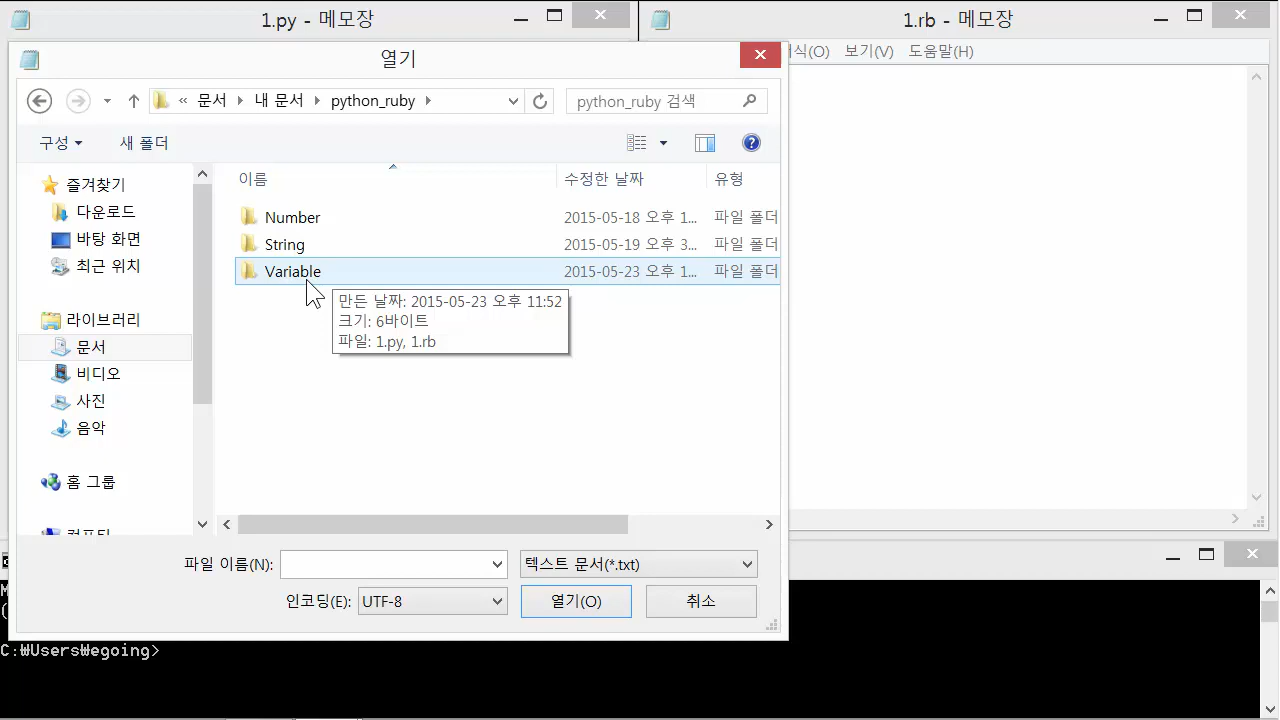 1.py - 메모장
1.rb - 메모장
열기
보기(V) 도움말(H)
« 문서 내 문서 python_ruby
python_ruby 검색
구성 새 폴더
이름 수정한 날짜 유형
즐겨찾기
다운로드
바탕 화면
최근 위치
라이브러리
문서
비디오
사진
음악
홈 그룹
Number 2015-05-18 오후 1... 파일 폴더
String 2015-05-19 오후 3... 파일 폴더
Variable 2015-05-23 오후 1... 파일 폴더
만든 날짜: 2015-05-23 오후 11:52
크기: 6바이트
파일: 1.py, 1.rb
파일 이름(N): 텍스트 문서(*.txt)
인코딩(E): UTF-8 열기(O) 취소
C:₩Users₩egoing>